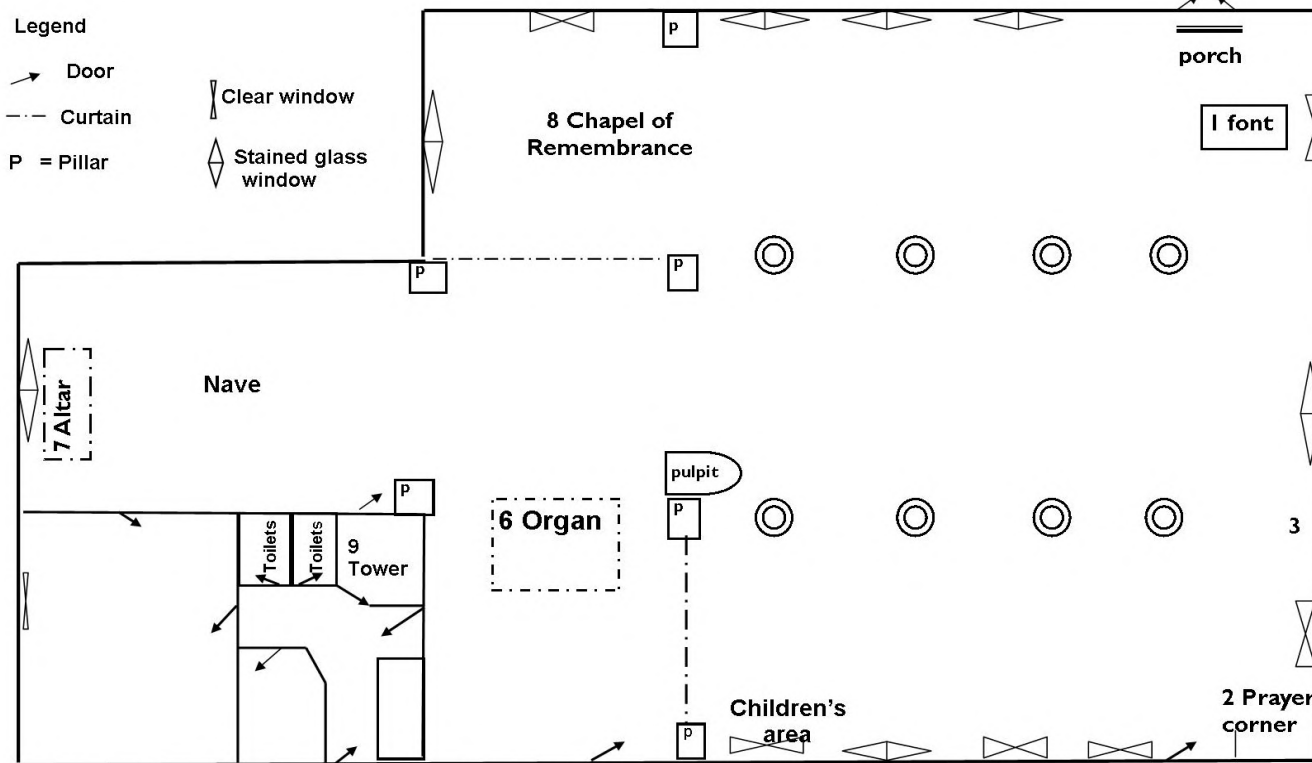 Legend
Door
Curtain
P = Pillar
Clear window
Stained glass
window
p
porch
1 font
8 Chapel of
Remembrance
p
p
Nave
7 Altar
pulpit
p
p
6 Organ
3
Toilets
Toilets
9
Tower
Children's
area
p
2 Prayer
corner